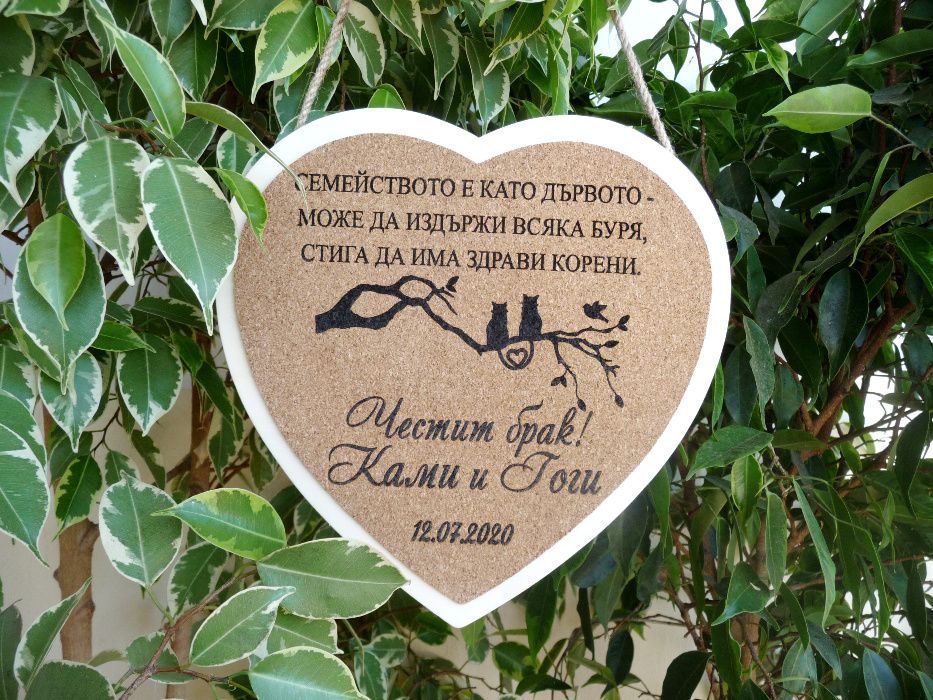 СЕМЕЙСТВОТО Е КАТО ДЪРВОТО -
МОЖЕ ДА ИЗДЪРЖИ ВСЯКА БУРЯ,
СТИГА ДА ИМА ЗДРАВИ КОРЕНИ.
Честит брак!
Ками и Гоги
12.07.2020